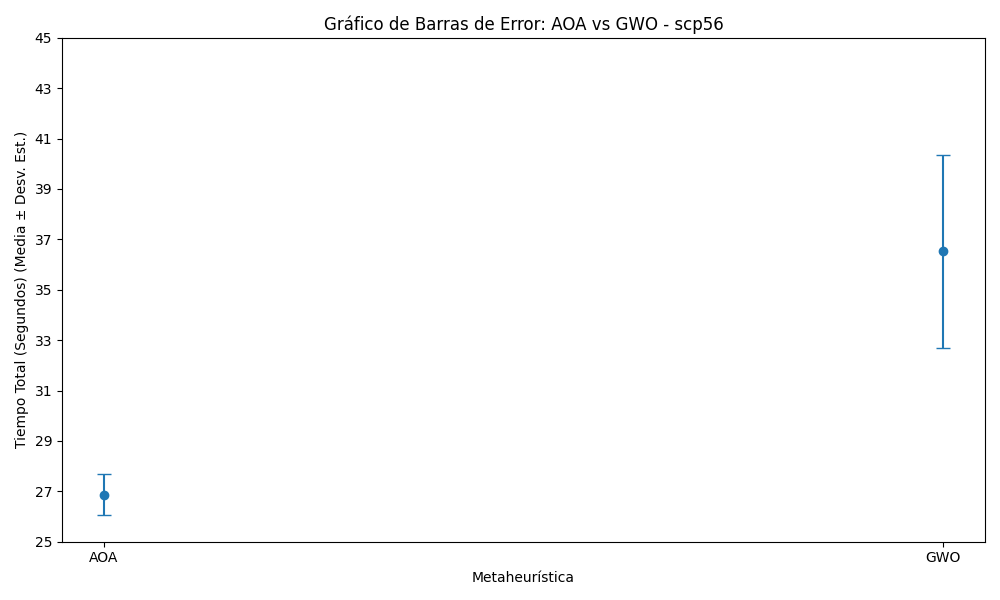 Gráfico de Barras de Error: AOA vs GWO - scp56
Tiempo Total (Segundos) (Media ± Desv. Est.)
45
43
41
39
37
35
33
31
29
27
25
AOA
GWO
Metaheurística